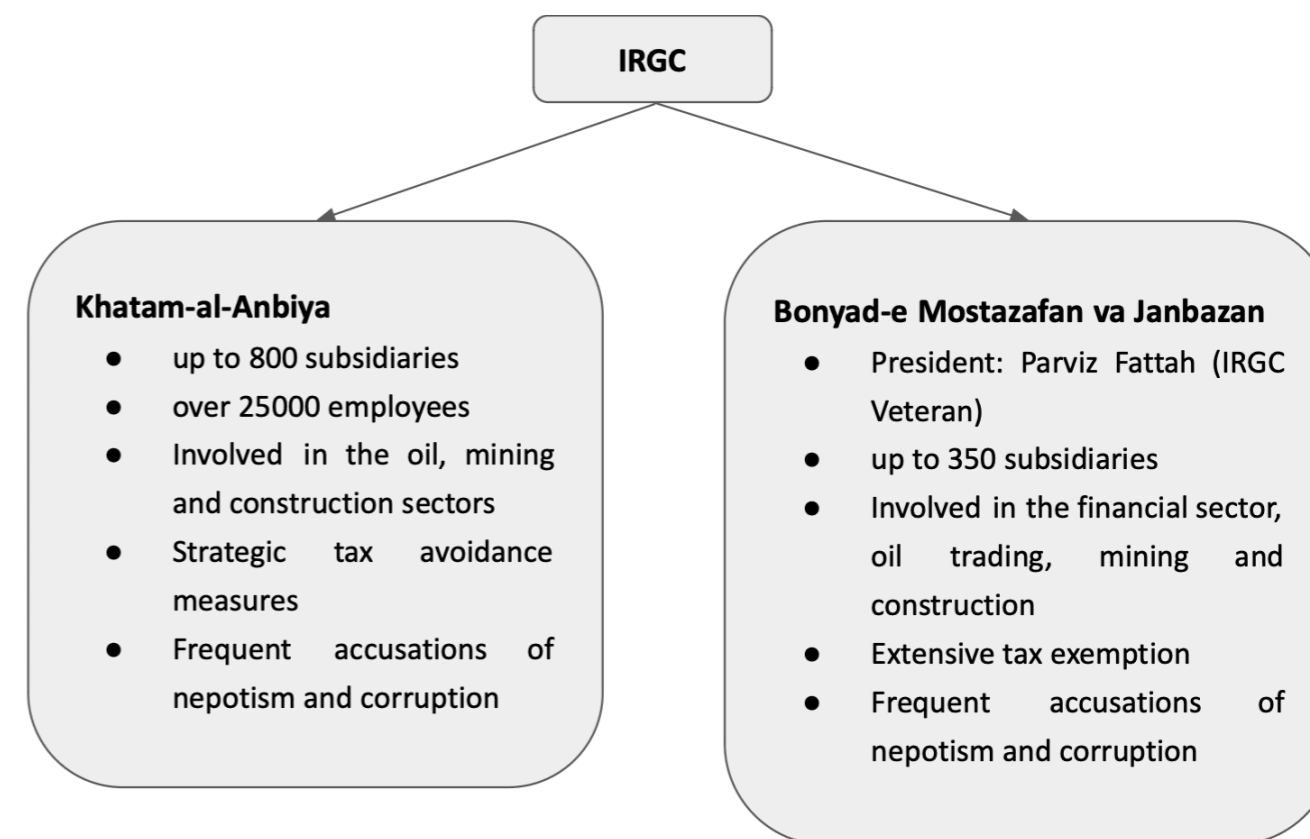 IRGC
Khatam-al-Anbiya
● up to 800 subsidiaries
● over 25000 employees
● Involved in the oil, mining
and construction sectors
● Strategic tax avoidance
measures
● Frequent accusations of
nepotism and corruption
Bonyad-e Mostazafan va Janbazan
● President: Parviz Fattah (IRGC
Veteran)
● up to 350 subsidiaries
● Involved in the financial sector,
oil trading, mining and
construction
● Extensive tax exemption
● Frequent accusations of
nepotism and corruption